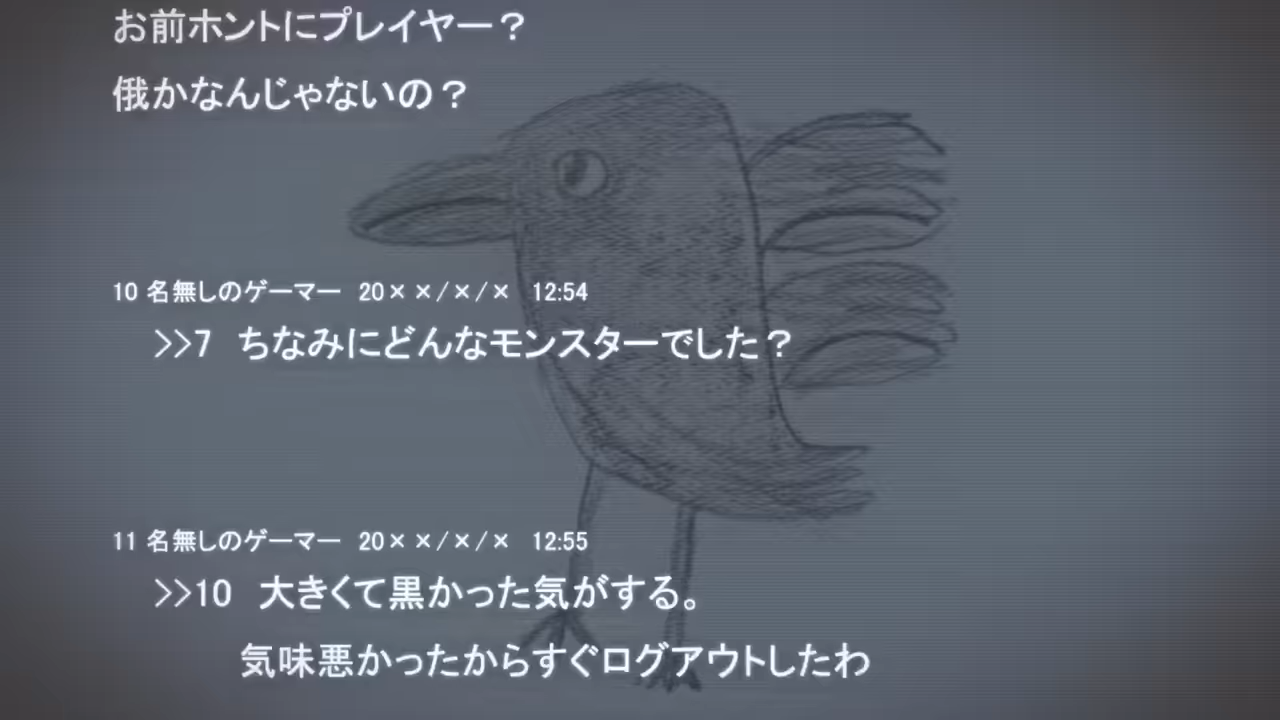 お前ホントにプレイヤー？
俄かなんじゃないの？
10 名無しのゲーマー 20××/×/× 12:54
>>7 ちなみにどんなモンスターでした？
11 名無しのゲーマー 20××/×/× 12:55
>>10 大きくて黒かった気がする。
気味悪かったからすぐログアウトしたわ